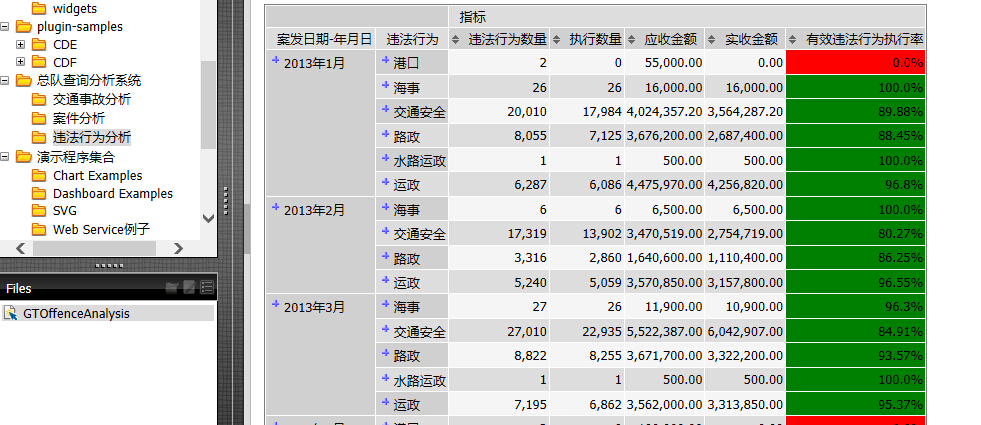 widgets
plugin-samples
CDE
CDF
总队查询分析系统
交通事故分析
案件分析
违法行为分析
演示程序集合
Chart Examples
Dashboard Examples
SVG
Web Service例子
Files
GTOffenceAnalysis
指标
案发日期-年月日 违法行为 违法行为数量 执行数量 应收金额 实收金额 有效违法行为执行率
2013年1月 港口 2 0 55,000.00 0.00 0.0%
海事 26 26 16,000.00 16,000.00 100.0%
交通安全 20,010 17,984 4,024,357.20 3,564,287.20 89.88%
路政 8,055 7,125 3,676,200.00 2,687,400.00 88.45%
水路运政 1 1 500.00 500.00 100.0%
运政 6,287 6,086 4,475,970.00 4,256,820.00 96.8%
2013年2月 海事 6 6 6,500.00 6,500.00 100.0%
交通安全 17,319 13,902 3,470,519.00 2,754,719.00 80.27%
路政 3,316 2,860 1,640,600.00 1,110,400.00 86.25%
运政 5,240 5,059 3,570,850.00 3,157,800.00 96.55%
2013年3月 海事 27 26 11,900.00 10,900.00 96.3%
交通安全 27,010 22,935 5,522,387.00 6,042,907.00 84.91%
路政 8,822 8,255 3,671,700.00 3,322,200.00 93.57%
水路运政 1 1 500.00 500.00 100.0%
运政 7,195 6,862 3,562,000.00 3,313,850.00 95.37%